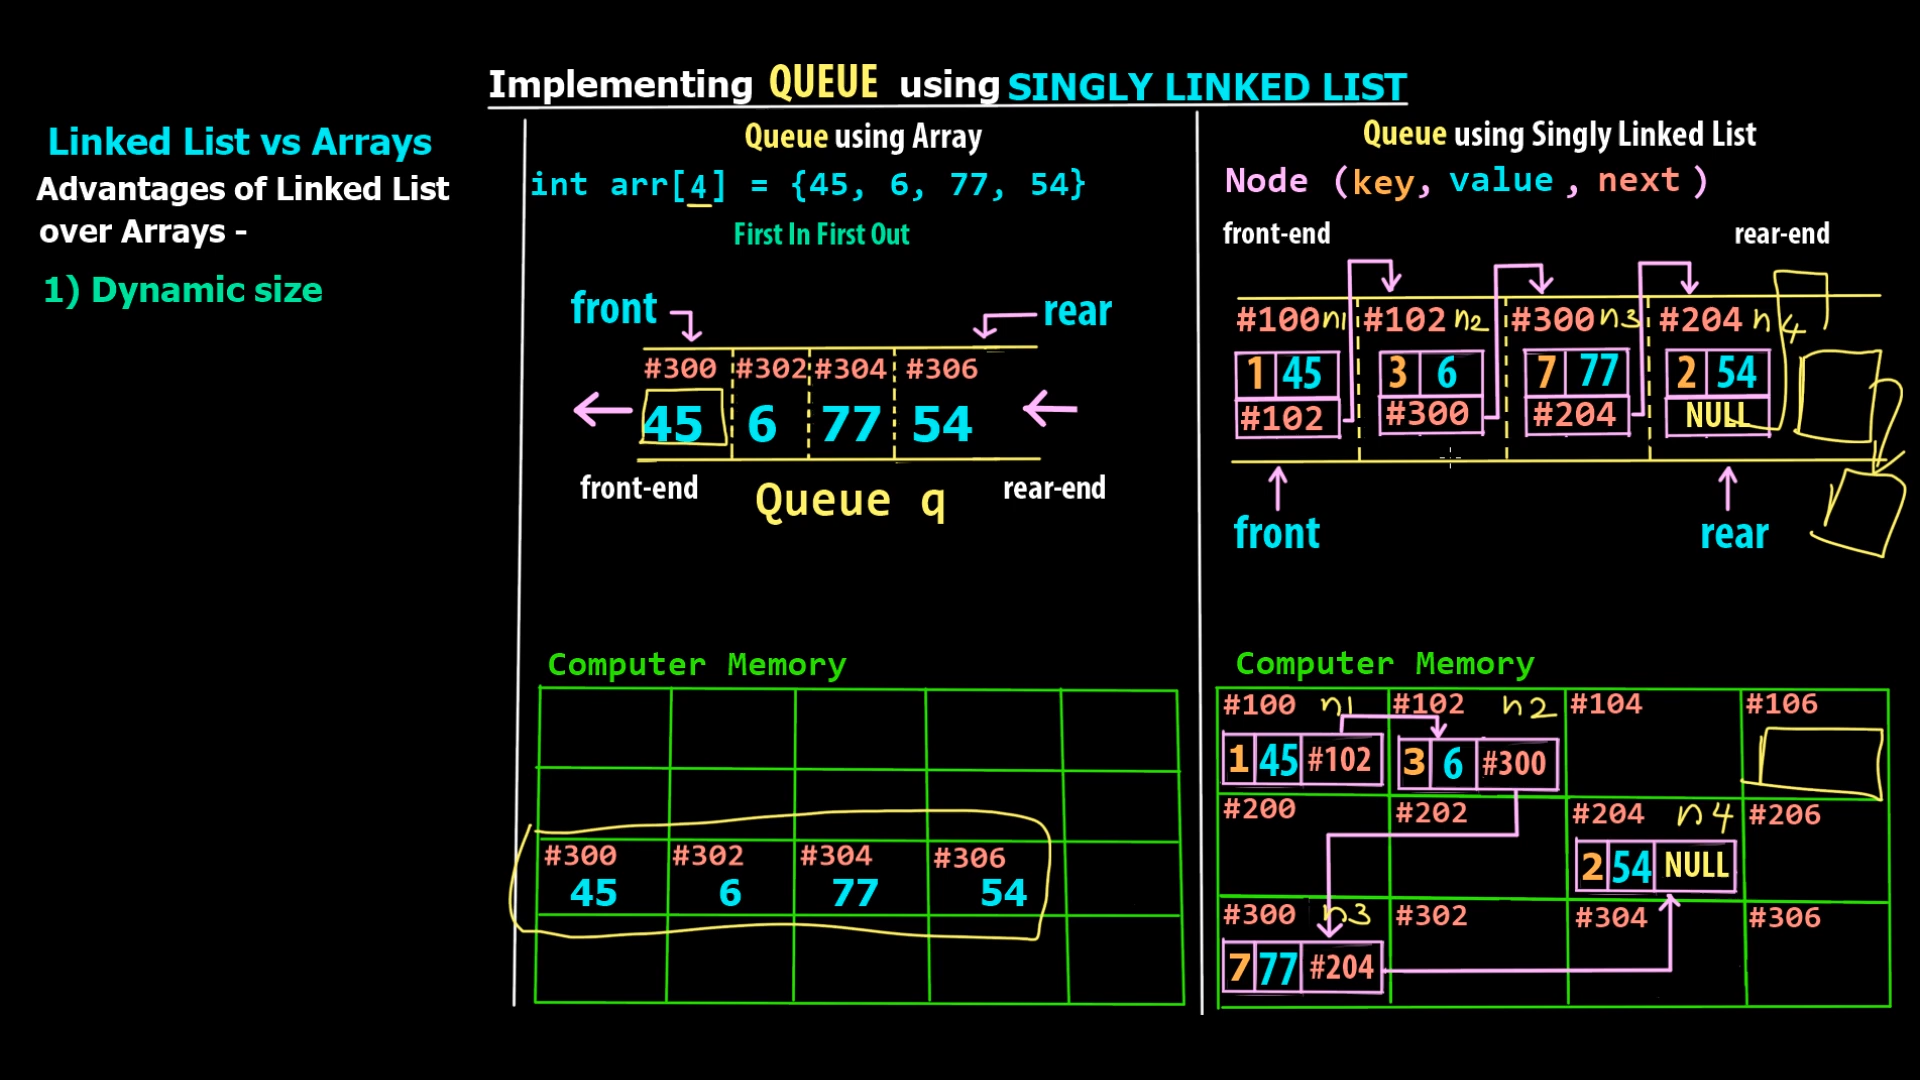 Implementing QUEUE using SINGLY LINKED LIST
Linked List vs Arrays
Advantages of Linked List
over Arrays -
1) Dynamic size
Queue using Array
int arr[4] = {45, 6, 77, 54}
First In First Out
front
rear
#300 #302 #304 #306
45 6 77 54
front-end
Queue q
rear-end
Computer Memory
#300 #302 #304 #306
45 6 77 54
Queue using Singly Linked List
Node (key, value, next)
front-end
rear-end
#100 n1 #102 n2 #300 n3 #204 n4
1 45 3 6 7 77 2 54
#102 #300 #204 NULL
front
rear
Computer Memory
#100 n1 #102 n2 #104 #106
1 45 #102 3 6 #300
#200 #202 #204 n4 #206
2 54 NULL
#300 n3 #302 #304 #306
7 77 #204